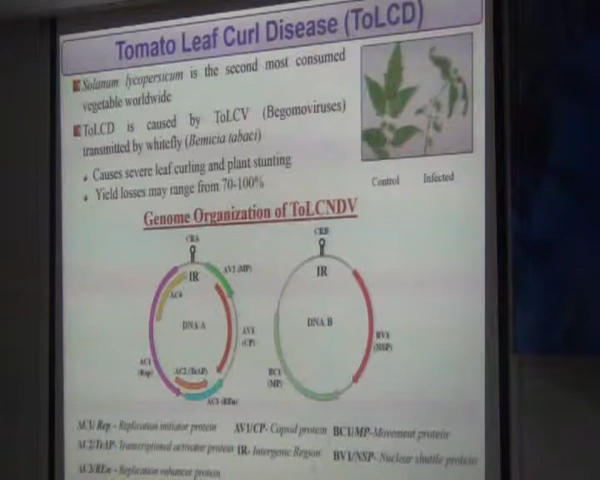 Tomato Leaf Curl Disease (ToLCD)
Solanum lycopersicum is the second most consumed
vegetable worldwide
ToLCD is caused by ToLCV (Begomoviruses)
transmitted by whitefly (Bemicia tabaci)
Causes severe leaf curling and plant stunting
Yield losses may range from 70-100%
Control Infected
Genome Organization of ToLCNDV
CRA
IR
AV2 (MP)
AC4
DNA A
AV1
(CP)
AC1
(Rep)
AC2 (TrAP)
AC3 (REn)
CRB
IR
DNA B
BV1
(NSP)
BC1
(MP)
AC1/ Rep - Replication initiator protein AV1/CP- Capsid protein BC1/MP-Movement protein
AC2/TrAP- Transcriptional activator protein IR- Intergenic Region BV1/NSP- Nuclear shuttle protein
AC3/REn - Replication enhancer protein